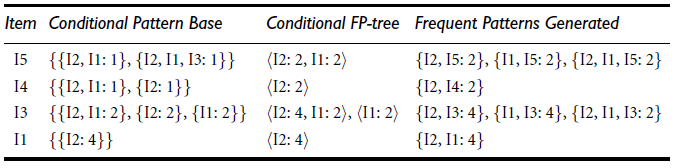 Item Conditional Pattern Base Conditional FP-tree Frequent Patterns Generated
I5 {{I2, I1: 1}, {I2, I1, I3: 1}} ⟨I2: 2, I1: 2⟩ {I2, I5: 2}, {I1, I5: 2}, {I2, I1, I5: 2}
I4 {{I2, I1: 1}, {I2: 1}} ⟨I2: 2⟩ {I2, I4: 2}
I3 {{I2, I1: 2}, {I2: 2}, {I1: 2}} ⟨I2: 4, I1: 2⟩, ⟨I1: 2⟩ {I2, I3: 4}, {I1, I3: 4}, {I2, I1, I3: 2}
I1 {{I2: 4}} ⟨I2: 4⟩ {I2, I1: 4}